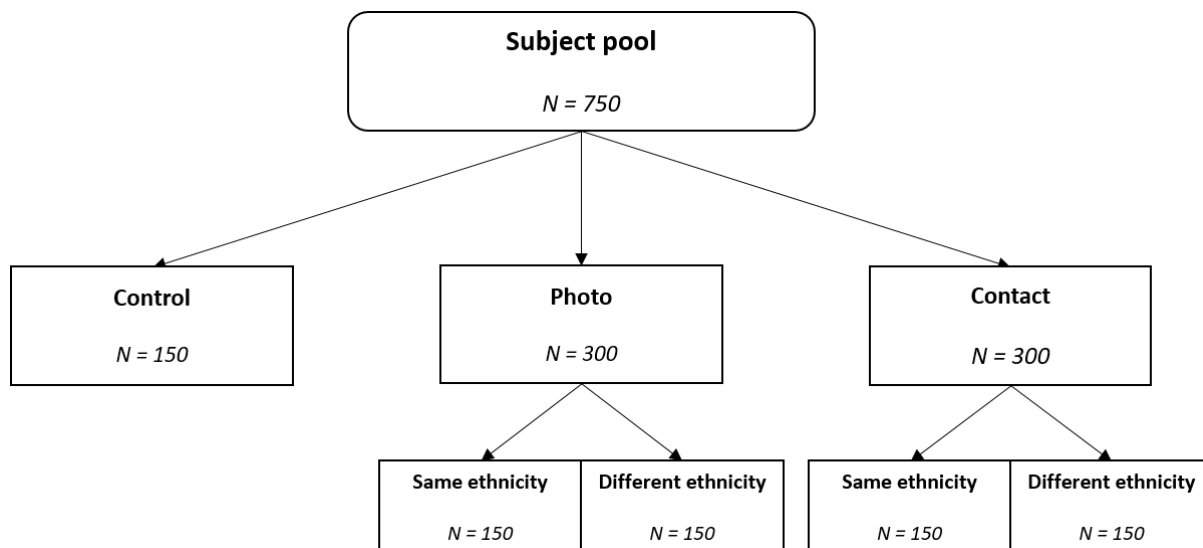 Subject pool
N = 750
Control
N = 150
Photo
N = 300
Contact
N = 300
Same ethnicity
N = 150
Different ethnicity
N = 150
Same ethnicity
N = 150
Different ethnicity
N = 150